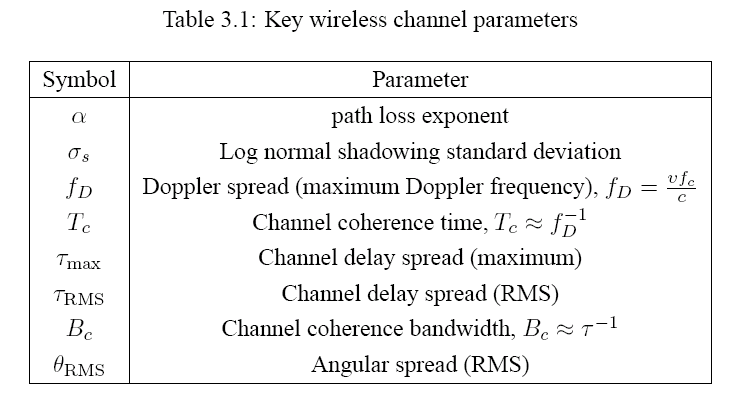 Table 3.1: Key wireless channel parameters
Symbol Parameter
α path loss exponent
σₛ Log normal shadowing standard deviation
f_D Doppler spread (maximum Doppler frequency), f_D = vf_c/c
T_c Channel coherence time, T_c ≈ f_D⁻¹
τ_max Channel delay spread (maximum)
τ_RMS Channel delay spread (RMS)
B_c Channel coherence bandwidth, B_c ≈ τ⁻¹
θ_RMS Angular spread (RMS)